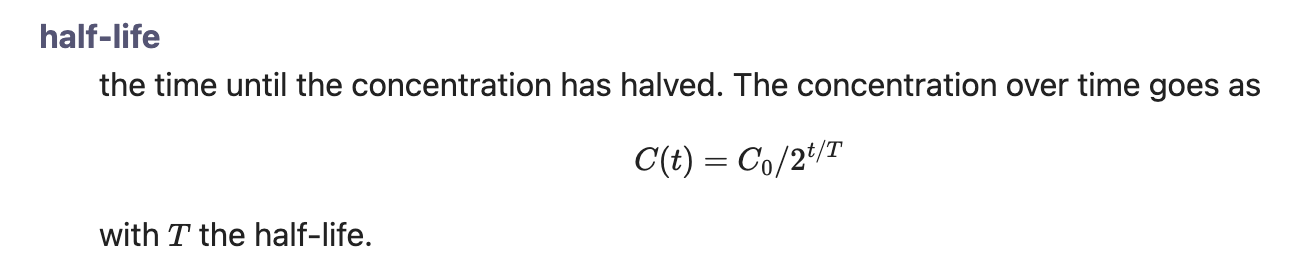 half-life
the time until the concentration has halved. The concentration over time goes as
C(t) = C₀/2^{t/T}
with T the half-life.